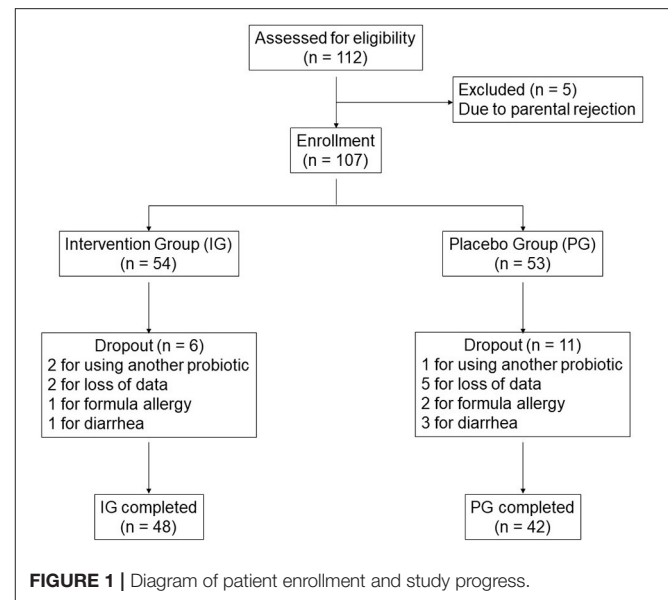 Assessed for eligibility
(n = 112)
Excluded (n = 5)
Due to parental rejection
Enrollment
(n = 107)
Intervention Group (IG)
(n = 54)
Placebo Group (PG)
(n = 53)
Dropout (n = 6)
2 for using another probiotic
2 for loss of data
1 for formula allergy
1 for diarrhea
Dropout (n = 11)
1 for using another probiotic
5 for loss of data
2 for formula allergy
3 for diarrhea
IG completed
(n = 48)
PG completed
(n = 42)
FIGURE 1 | Diagram of patient enrollment and study progress.